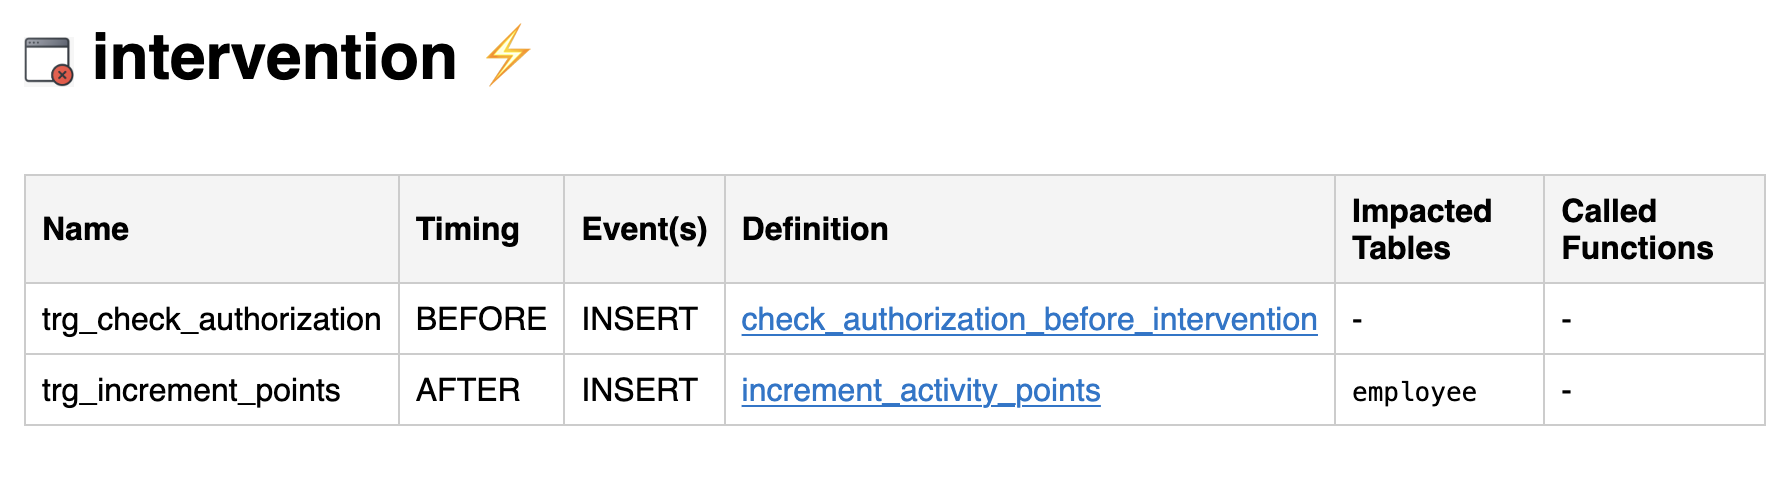 intervention
Name Timing Event(s) Definition Impacted Tables Called Functions
trg_check_authorization BEFORE INSERT check_authorization_before_intervention - -
trg_increment_points AFTER INSERT increment_activity_points employee -